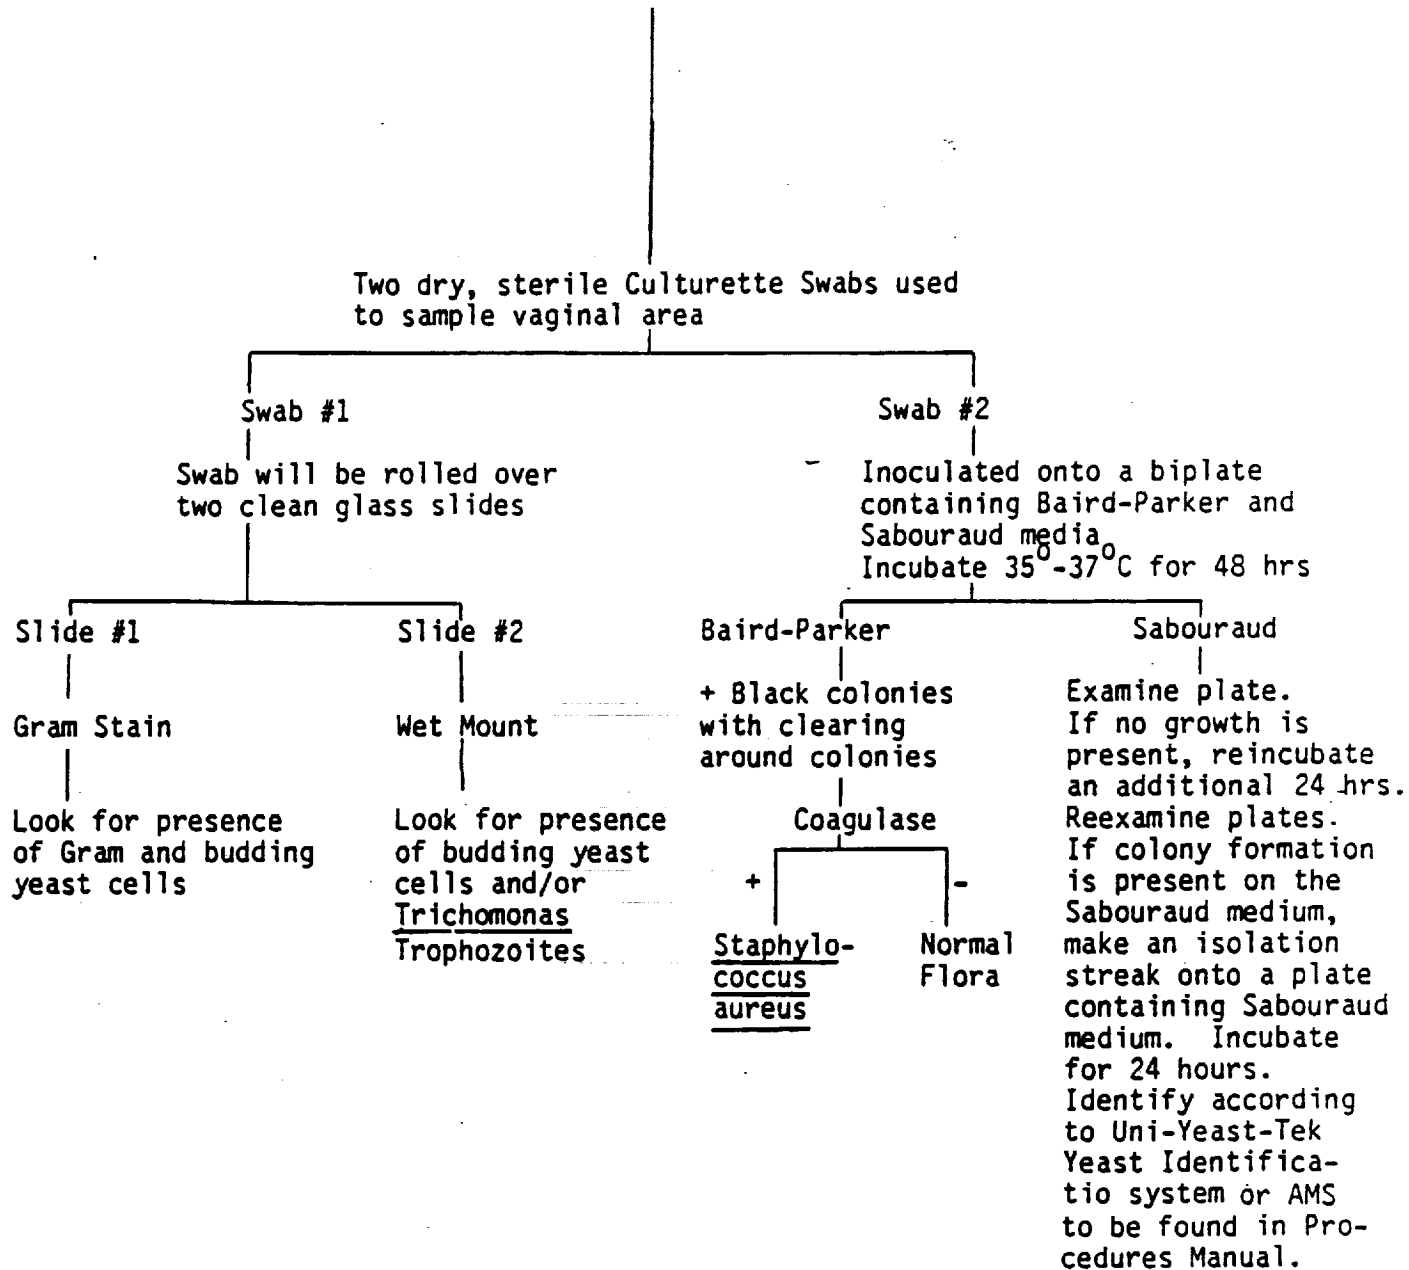 Two dry, sterile Culturette Swabs used
to sample vaginal area
Swab #1
Swab will be rolled over
two clean glass slides
Slide #1
Gram Stain
Look for presence
of Gram and budding
yeast cells
Slide #2
Wet Mount
Look for presence
of budding yeast
cells and/or
Trichomonas
Trophozoites
Swab #2
Inoculated onto a biplate
containing Baird-Parker and
Sabouraud media
Incubate 35°-37°C for 48 hrs
Baird-Parker
+ Black colonies
with clearing
around colonies
Coagulase
+
Staphylo-
coccus
aureus
-
Normal
Flora
Sabouraud
Examine plate.
If no growth is
present, reincubate
an additional 24 hrs.
Reexamine plates.
If colony formation
is present on the
Sabouraud medium,
make an isolation
streak onto a plate
containing Sabouraud
medium. Incubate
for 24 hours.
Identify according
to Uni-Yeast-Tek
Yeast Identifica-
tio system or AMS
to be found in Pro-
cedures Manual.